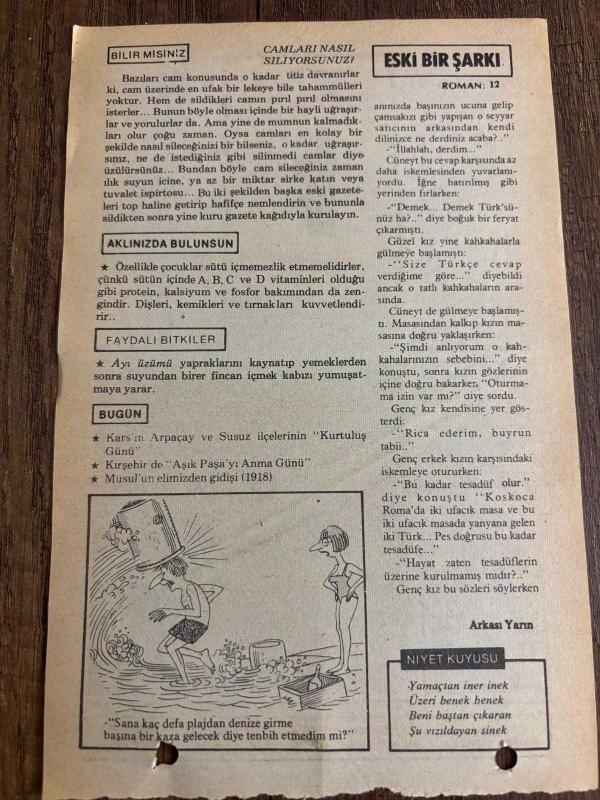 BİLİR MİSİNİZ
CAMLARI NASIL
SİLİYORSUNUZ?
Bazıları cam konusunda o kadar titiz davranırlar
ki, cam üzerinde en ufak bir lekeye bile tahammülleri
yoktur. Hem de sildikleri camın pırıl pırıl olmasını
isterler... Bunun böyle olması içinde bir hayli uğraşır-
lar ve yorulurlar da. Ama yine de mumnun kalmadık-
ları olur çoğu zaman. Oysa camları en kolay bir
şekilde nasıl sileceğinizi bir bilseniz, o kadar uğraşır-
sınız, ne de istediğiniz gibi silinmedi camlar diye
üzülürsünüz... Bundan böyle cam sileceğiniz zaman
ılık suyun icine, ya az bir miktar sirke katın veya
tuvalet ispirtosu... Bu iki şekilden başka eski gazete-
leri top haline getirip hafifçe nemlendirin ve bununla
sildikten sonra yine kuru gazete kağıdıyla kurulayın.
AKLINIZDA BULUNSUN
★ Özellikle çocuklar sütü içmemezlik etmemelidirler,
çünkü sütün içinde A, B, C ve D vitaminleri olduğu
gibi protein, kalsiyum ve fosfor bakımından da zen-
gindir. Dişleri, kemikleri ve tırnakları kuvvetlendi-
rir..
FAYDALI BİTKİLER
★ Ayı üzümü yapraklarını kaynatıp yemeklerden
sonra suyundan birer fincan içmek kabızı yumuşat-
maya yarar.
BUGÜN
★ Kars'ın Arpaçay ve Susuz ilçelerinin "Kurtuluş
Günü"
★ Kırşehir de "Aşık Paşa'yı Anma Günü"
★ Musul'un elimizden gidişi (1918)
-"Sana kaç defa plajdan denize girme
başına bir kaza gelecek diye tenbih etmedim mi?"
ESKİ BİR ŞARKI
ROMAN: 12
anınızda başınızın ucuna gelip
çamsakızı gibi yapışan o seyyar
satıcının arkasından kendi
dilinizce ne derdiniz acaba?.."
-"İllahlah, derdim..."
Cüneyt bu cevap karşısında az
daha iskemlesinden yuvarlanı-
yordu. İğne batırılmış gibi
yerinden fırlarken:
-"Demek... Demek Türk'sü-
nüz ha?.." diye boğuk bir feryat
çıkarmıştı.
Güzel kız yine kahkahalarla
gülmeye başlamıştı:
-"Size Türkçe cevap
verdiğime göre..." diyebildi
ancak o tatlı kahkahaların ara-
sında.
Cüneyt de gülmeye başlamış-
tı. Masasından kalkıp kızın ma-
sasına doğru yaklaşırken:
-"Şimdi anlıyorum o kah-
kahalarınızın sebebini..." diye
konuştu, sonra kızın gözlerinin
içine doğru bakarken "Oturma-
ma izin var mı?" diye sordu.
Genç kız kendisine yer gös-
terdi:
-"Rica ederim, buyrun
tabii.."
Genç erkek kızın karşısındaki
iskemleye otururken:
-"Bu kadar tesadüf olur."
diye konuştu "Koskoca
Roma'da iki ufacık masa ve bu
iki ufacık masada yanyana gelen
iki Türk... Pes doğrusu bu kadar
tesadüfe..."
-"Hayat zaten tesadüflerin
üzerine kurulmamış mıdır?.."
Genç kız bu sözleri söylerken
Arkası Yarın
NİYET KUYUSU
Yamaçtan iner inek
Üzeri benek benek
Beni baştan çıkaran
Şu vızıldayan sinek